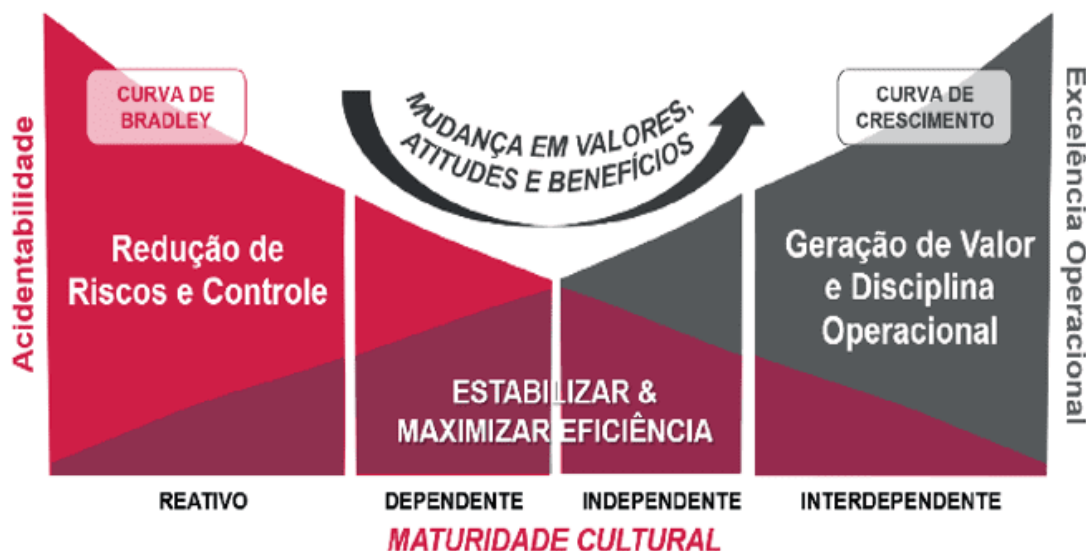 Acidentabilidade
CURVA DE
BRADLEY
Redução de
Riscos e Controle
MUDANÇA EM VALORES,
ATITUDES E BENEFÍCIOS
CURVA DE
CRESCIMENTO
Geração de Valor
e Disciplina
Operacional
Excelência Operacional
ESTABILIZAR &
MAXIMIZAR EFICIÊNCIA
REATIVO
DEPENDENTE
INDEPENDENTE
INTERDEPENDENTE
MATURIDADE CULTURAL